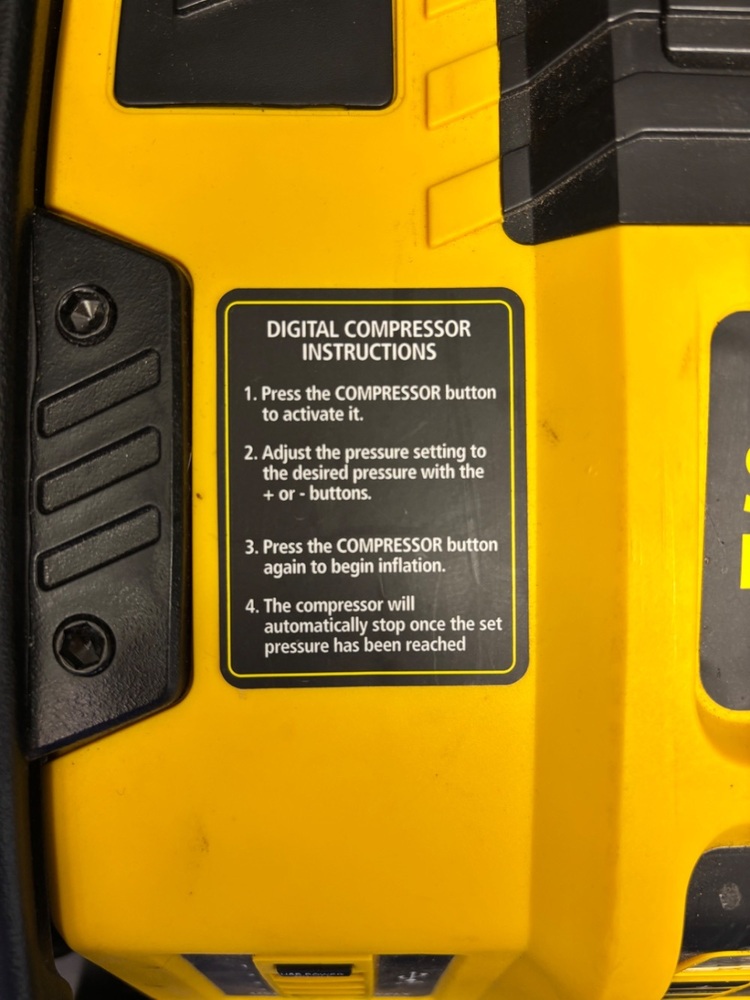 DIGITAL COMPRESSOR
INSTRUCTIONS
1. Press the COMPRESSOR button
to activate it.
2. Adjust the pressure setting to
the desired pressure with the
+ or - buttons.
3. Press the COMPRESSOR button
again to begin inflation.
4. The compressor will
automatically stop once the set
pressure has been reached
USB POWER